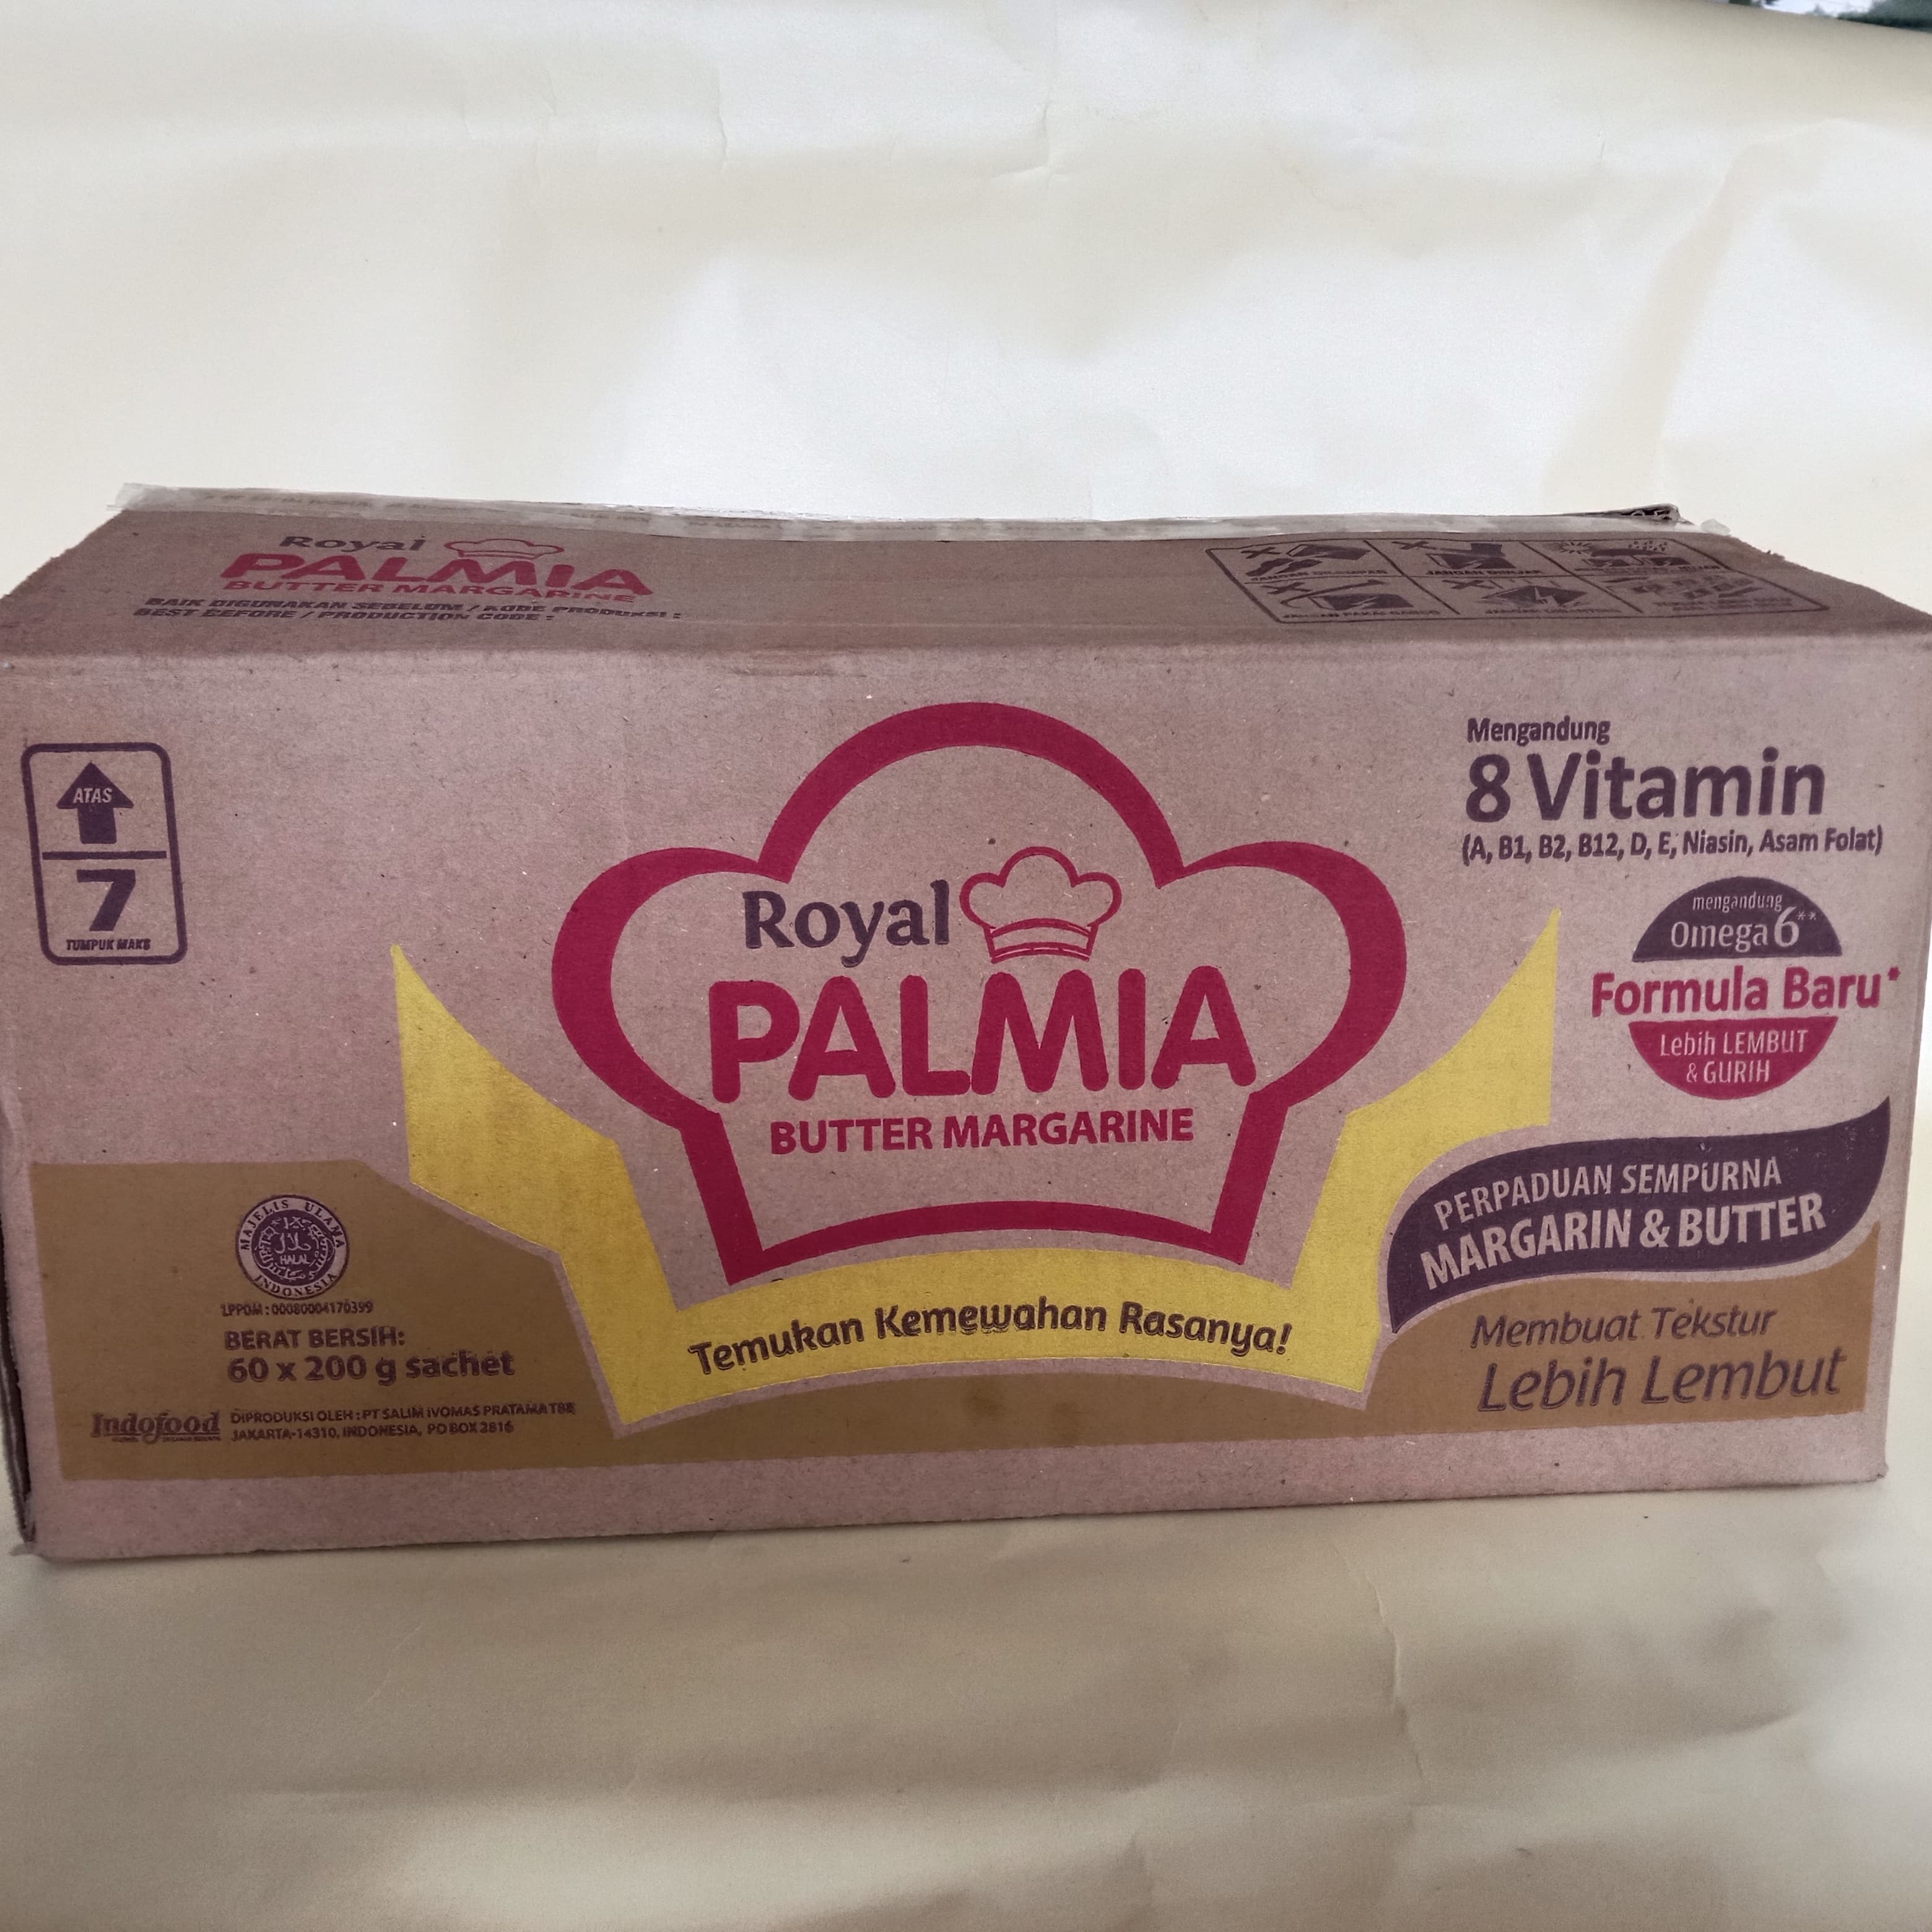 Royal
PALMIA
BUTTER MARGARINE
BAIK DIGUNAKAN SEBELUM / KODE PRODUKSI :
BEST BEFORE / PRODUCTION CODE :
ATAS
7
TUMPUK MAKS
Royal
PALMIA
BUTTER MARGARINE
Temukan Kemewahan Rasanya!
Mengandung
8 Vitamin
(A, B1, B2, B12, D, E, Niasin, Asam Folat)
mengandung
Omega 6**
Formula Baru*
Lebih LEMBUT
& GURIH
PERPADUAN SEMPURNA
MARGARIN & BUTTER
Membuat Tekstur
Lebih Lembut
MAJELIS ULAMA
حلال
HALAL
INDONESIA
LPPOM : 00080004170399
BERAT BERSIH:
60 x 200 g sachet
Indofood
DIPRODUKSI OLEH : PT SALIM IVOMAS PRATAMA TBK
JAKARTA-14310, INDONESIA, PO BOX 2816